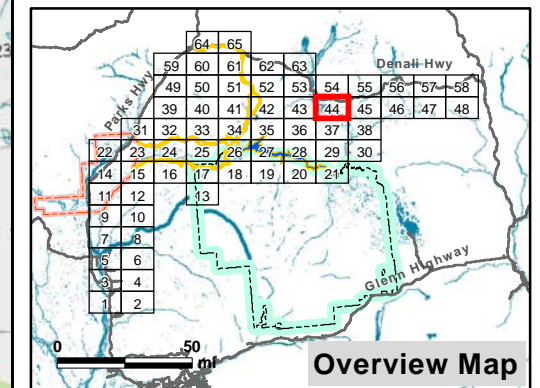 64 65
59 60 61 62 63
Denali Hwy
Parks Hwy
49 50 51 52 53 54 55 56 57 58
39 40 41 42 43 44 45 46 47 48
31 32 33 34 35 36 37 38
22 23 24 25 26 27 28 29 30
14 15 16 17 18 19 20 21
11 12 13
9 10
7 8
5 6
3 4
1 2
Glenn Highway
0 50
mi
Overview Map